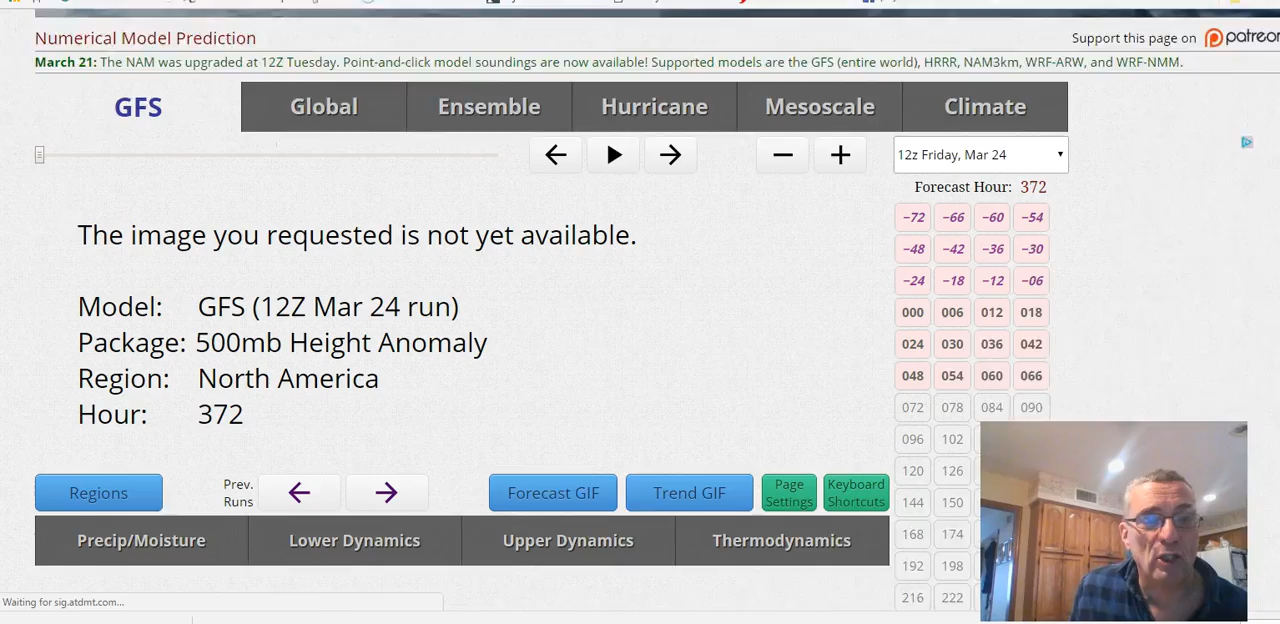 Numerical Model Prediction
Support this page on patreon
March 21: The NAM was upgraded at 12Z Tuesday. Point-and-click model soundings are now available! Supported models are the GFS (entire world), HRRR, NAM3km, WRF-ARW, and WRF-NMM.
GFS Global Ensemble Hurricane Mesoscale Climate
12z Friday, Mar 24
Forecast Hour: 372
-72 -66 -60 -54
-48 -42 -36 -30
-24 -18 -12 -06
000 006 012 018
024 030 036 042
048 054 060 066
072 078 084 090
096 102
120 126
144 150
168 174
192 198
216 222
The image you requested is not yet available.
Model: GFS (12Z Mar 24 run)
Package: 500mb Height Anomaly
Region: North America
Hour: 372
Regions
Prev.
Runs
Forecast GIF
Trend GIF
Page
Settings
Keyboard
Shortcuts
Precip/Moisture Lower Dynamics Upper Dynamics Thermodynamics
Waiting for sig.atdmt.com...